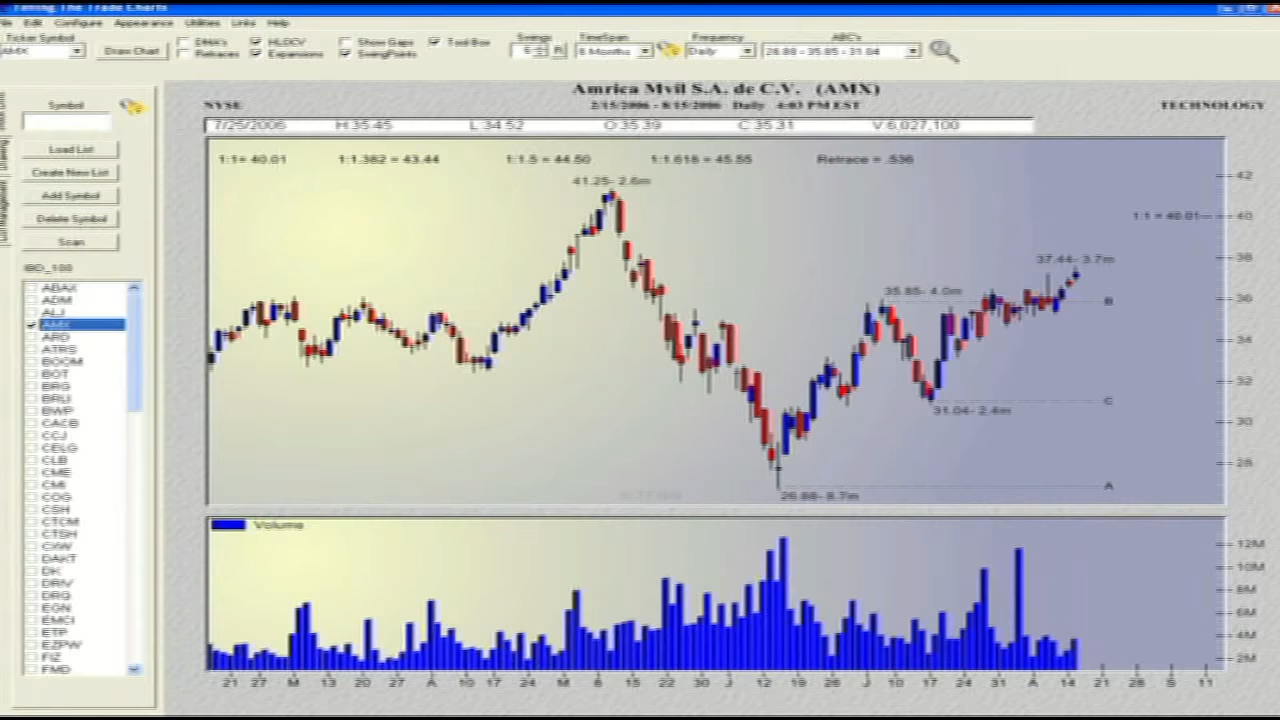 Timing The Trade Charts
File Edit Configure Appearance Utilities Links Help
Ticker Symbol
AMX
Draw Chart
DMA's
Retraces
HLOCV
Expansions
Show Gaps
SwingPoints
Tool Box
Swings
5
R
TimeSpan
6 Months
Frequency
Daily
ABC's
26.88 - 35.85 - 31.04
Amrica Mvil S.A. de C.V. (AMX)
NYSE
2/15/2006 - 8/15/2006 Daily 4:03 PM EST
TECHNOLOGY
7/25/2006 H:35.45 L:34.52 O:35.39 C:35.31 V:6,027,100
1:1= 40.01 1:1.382 = 43.44 1:1.5 = 44.50 1:1.618 = 45.55 Retrace = .536
41.25- 2.6m
1:1 = 40.01
37.44- 3.7m
35.85- 4.0m
B
31.04- 2.4m
C
26.88- 8.7m
A
42
40
38
36
34
32
30
28
Volume
12M
10M
8M
6M
4M
2M
21 27 M 13 20 27 A 10 17 24 M 8 15 22 30 J 12 19 26 J 10 17 24 31 A 14 21 28 S 11
Symbol
Load List
Create New List
Add Symbol
Delete Symbol
Scan
IBD_100
ABAX
ADM
ALJ
AMX
ARD
ATRS
BOOM
BOT
BRG
BRLI
BWP
CACB
CCJ
CELG
CLB
CME
CMI
COG
CSH
CTCM
CTSH
CXW
DAKT
DK
DRIV
DRQ
EGN
EMCI
ETP
EZPW
FIZ
FMD